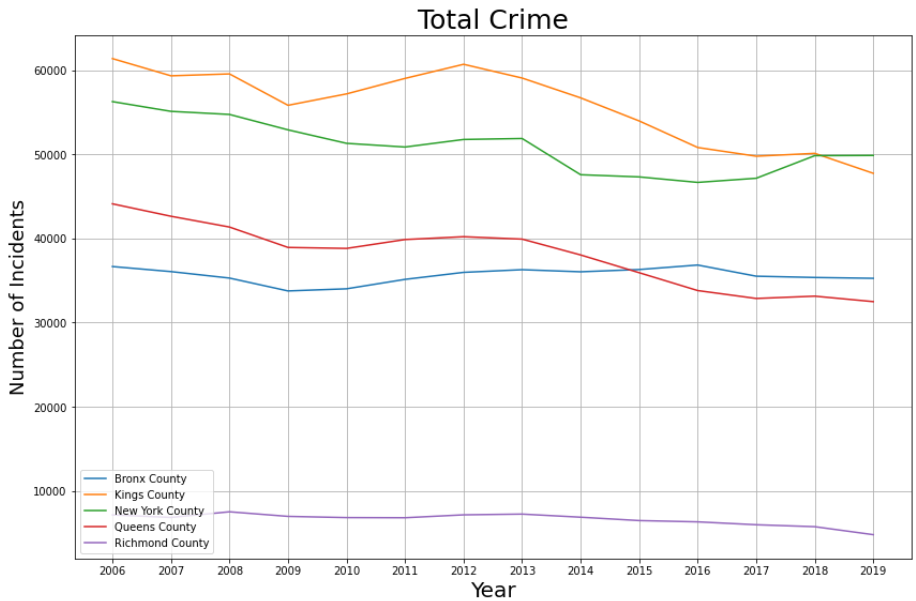 Total Crime
Number of Incidents
60000
50000
40000
30000
20000
10000
Bronx County
Kings County
New York County
Queens County
Richmond County
2006 2007 2008 2009 2010 2011 2012 2013 2014 2015 2016 2017 2018 2019
Year